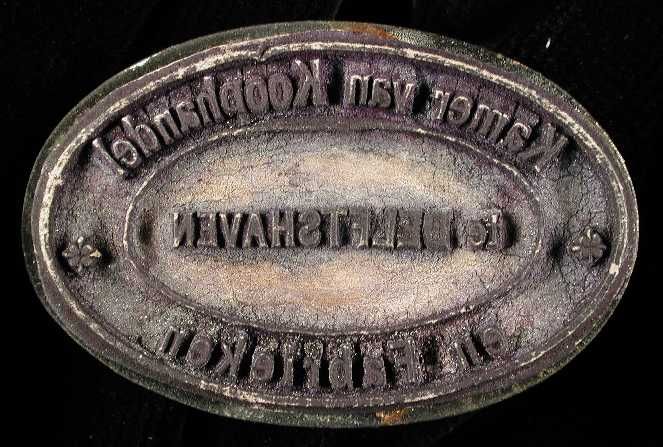 Kamer van Koophandel
te DELFTSHAVEN
en Fabrieken